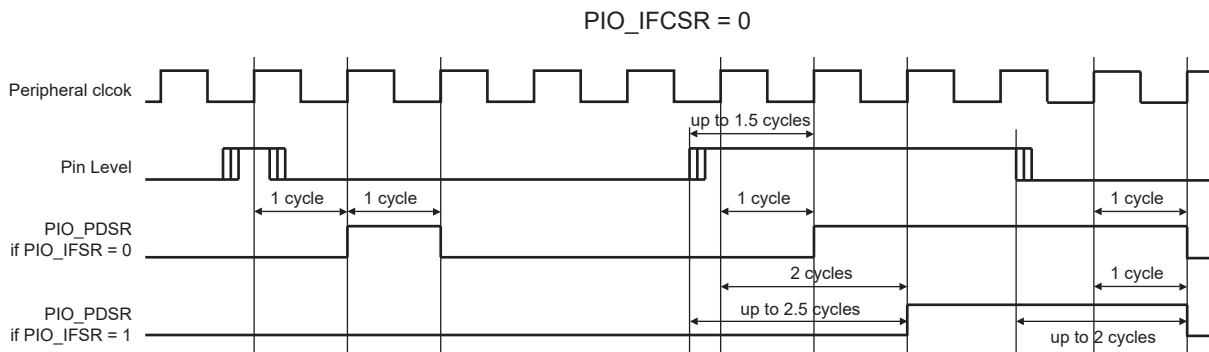 PIO_IFCSR = 0
Peripheral clcok
up to 1.5 cycles
Pin Level
1 cycle
1 cycle
1 cycle
1 cycle
PIO_PDSR
if PIO_IFSR = 0
2 cycles
1 cycle
PIO_PDSR
if PIO_IFSR = 1
up to 2.5 cycles
up to 2 cycles